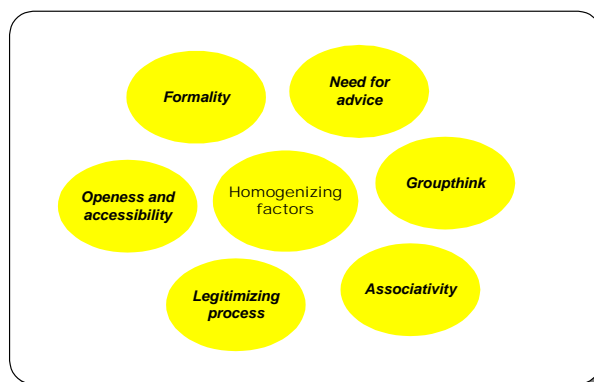 Formality
Need for
advice
Openess and
accessibility
Homogenizing
factors
Groupthink
Legitimizing
process
Associativity